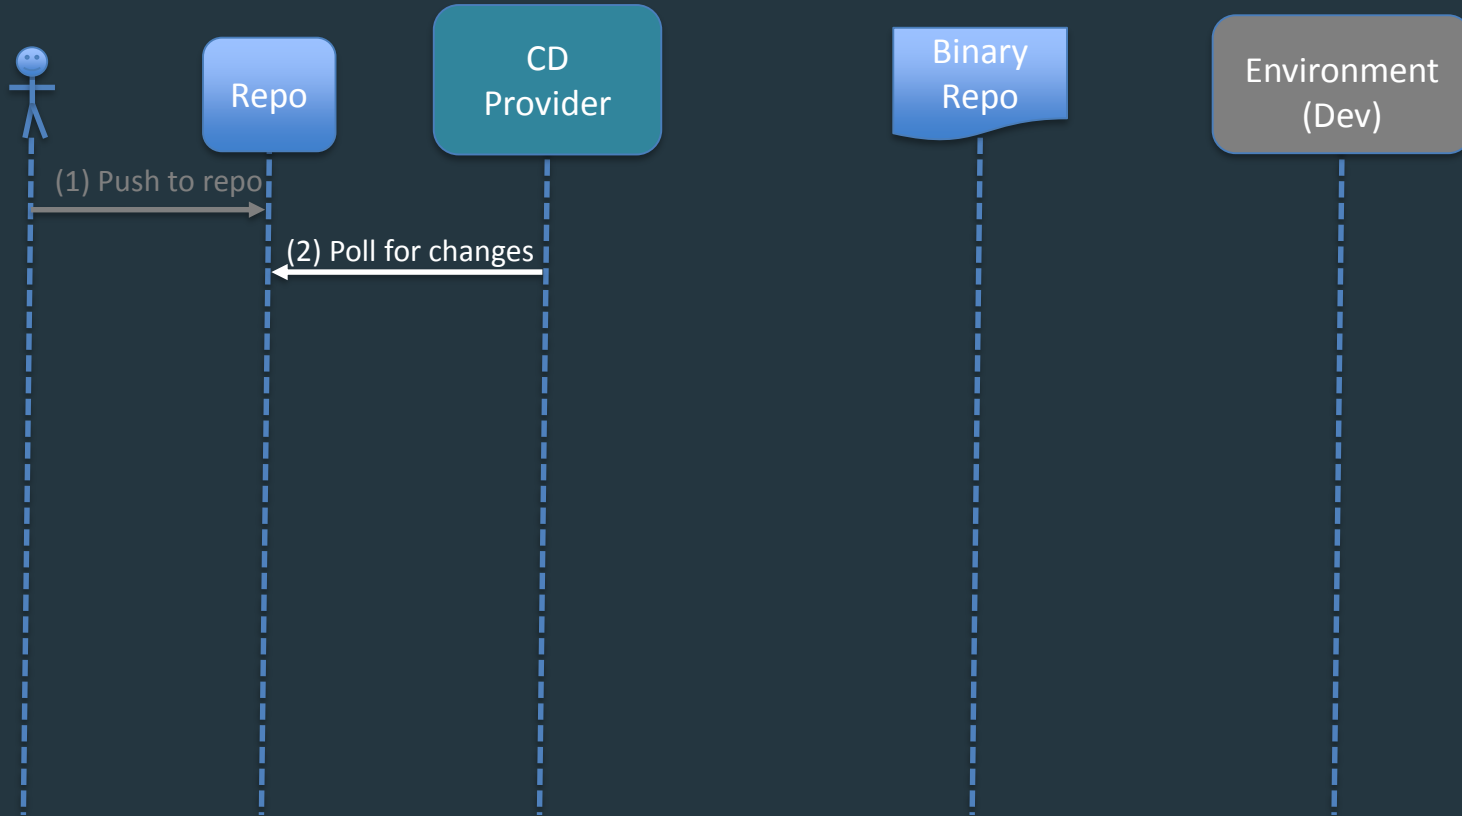 Repo
CD
Provider
Binary
Repo
Environment
(Dev)
(1) Push to repo
(2) Poll for changes